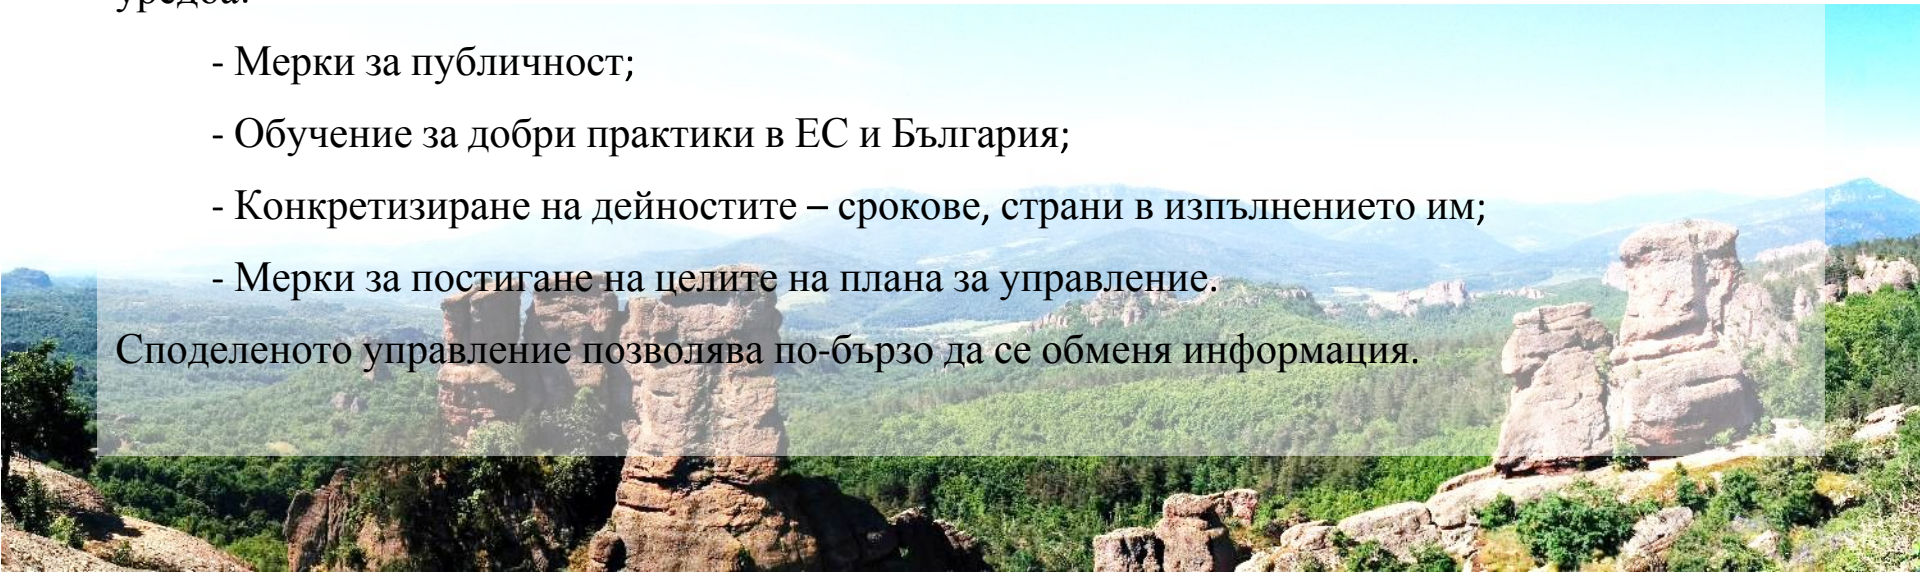 - Мерки за публичност;
- Обучение за добри практики в ЕС и България;
- Конкретизиране на дейностите – срокове, страни в изпълнението им;
- Мерки за постигане на целите на плана за управление.
Споделеното управление позволява по-бързо да се обменя информация.